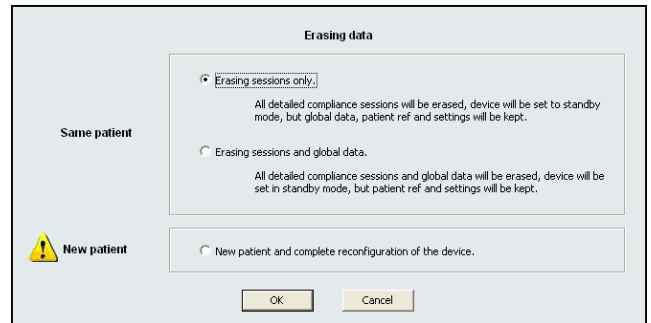 Erasing data
Same patient
Erasing sessions only.
All detailed compliance sessions will be erased, device will be set to standby
mode, but global data, patient ref and settings will be kept.
Erasing sessions and global data.
All detailed compliance sessions and global data will be erased, device will be
set in standby mode, but patient ref and settings will be kept.
New patient
New patient and complete reconfiguration of the device.
OK
Cancel